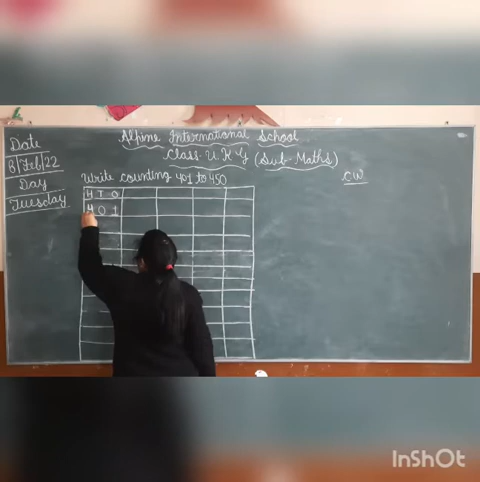 Alpine International School
Class- U.K.G (Sub- Maths)
Date
8/Feb/22
Day
Tuesday
C.W
Write counting 401 to 450
H T O
4 0 1
InShOt